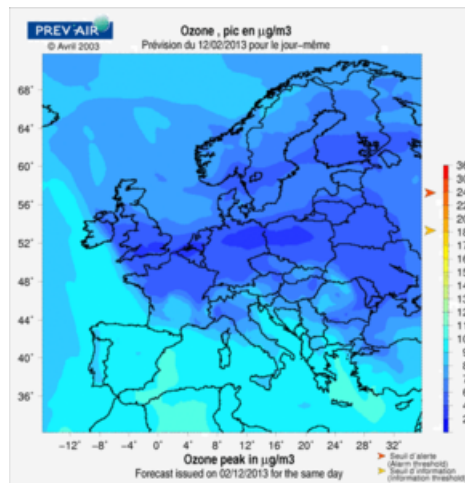 PREV'AIR
© Avril 2003
Ozone , pic en µg/m3
Prévision du 12/02/2013 pour le jour-même
68°
64°
60°
56°
52°
48°
44°
40°
36°
−12° −8° −4° 0° 4° 8° 12° 16° 20° 24° 28° 32°
Ozone peak in µg/m3
Forecast issued on 02/12/2013 for the same day
Seuil d'alerte
(Alarm threshold)
Seuil d'information
(Information threshold)